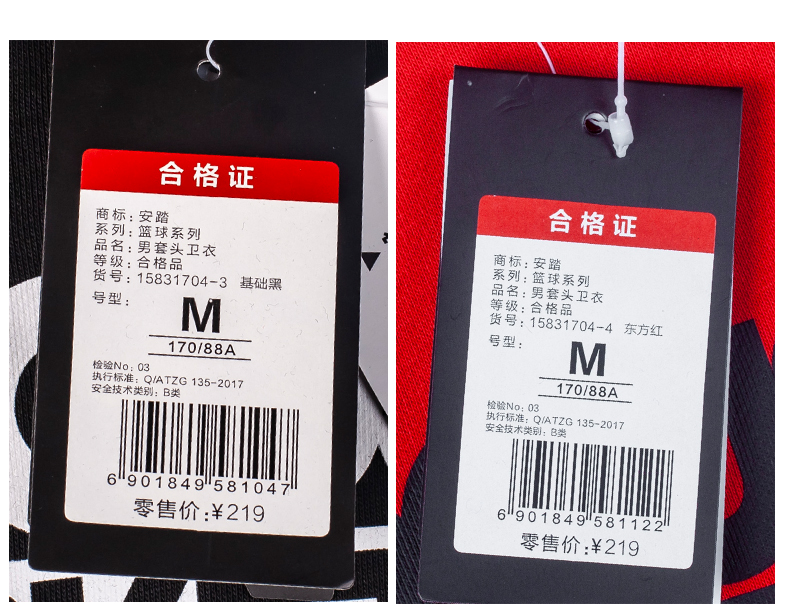 合格证
商标：安踏
系列：篮球系列
品名：男套头卫衣
等级：合格品
货号：15831704-3 基础黑
号型：
M
170/88A
检验No：03
执行标准：Q/ATZG 135-2017
安全技术类别：B类
6 901849 581047
零售价：¥219
合格证
商标：安踏
系列：篮球系列
品名：男套头卫衣
等级：合格品
货号：15831704-4 东方红
号型：
M
170/88A
检验No：03
执行标准：Q/ATZG 135-2017
安全技术类别：B类
6 901849 581122
零售价：¥219